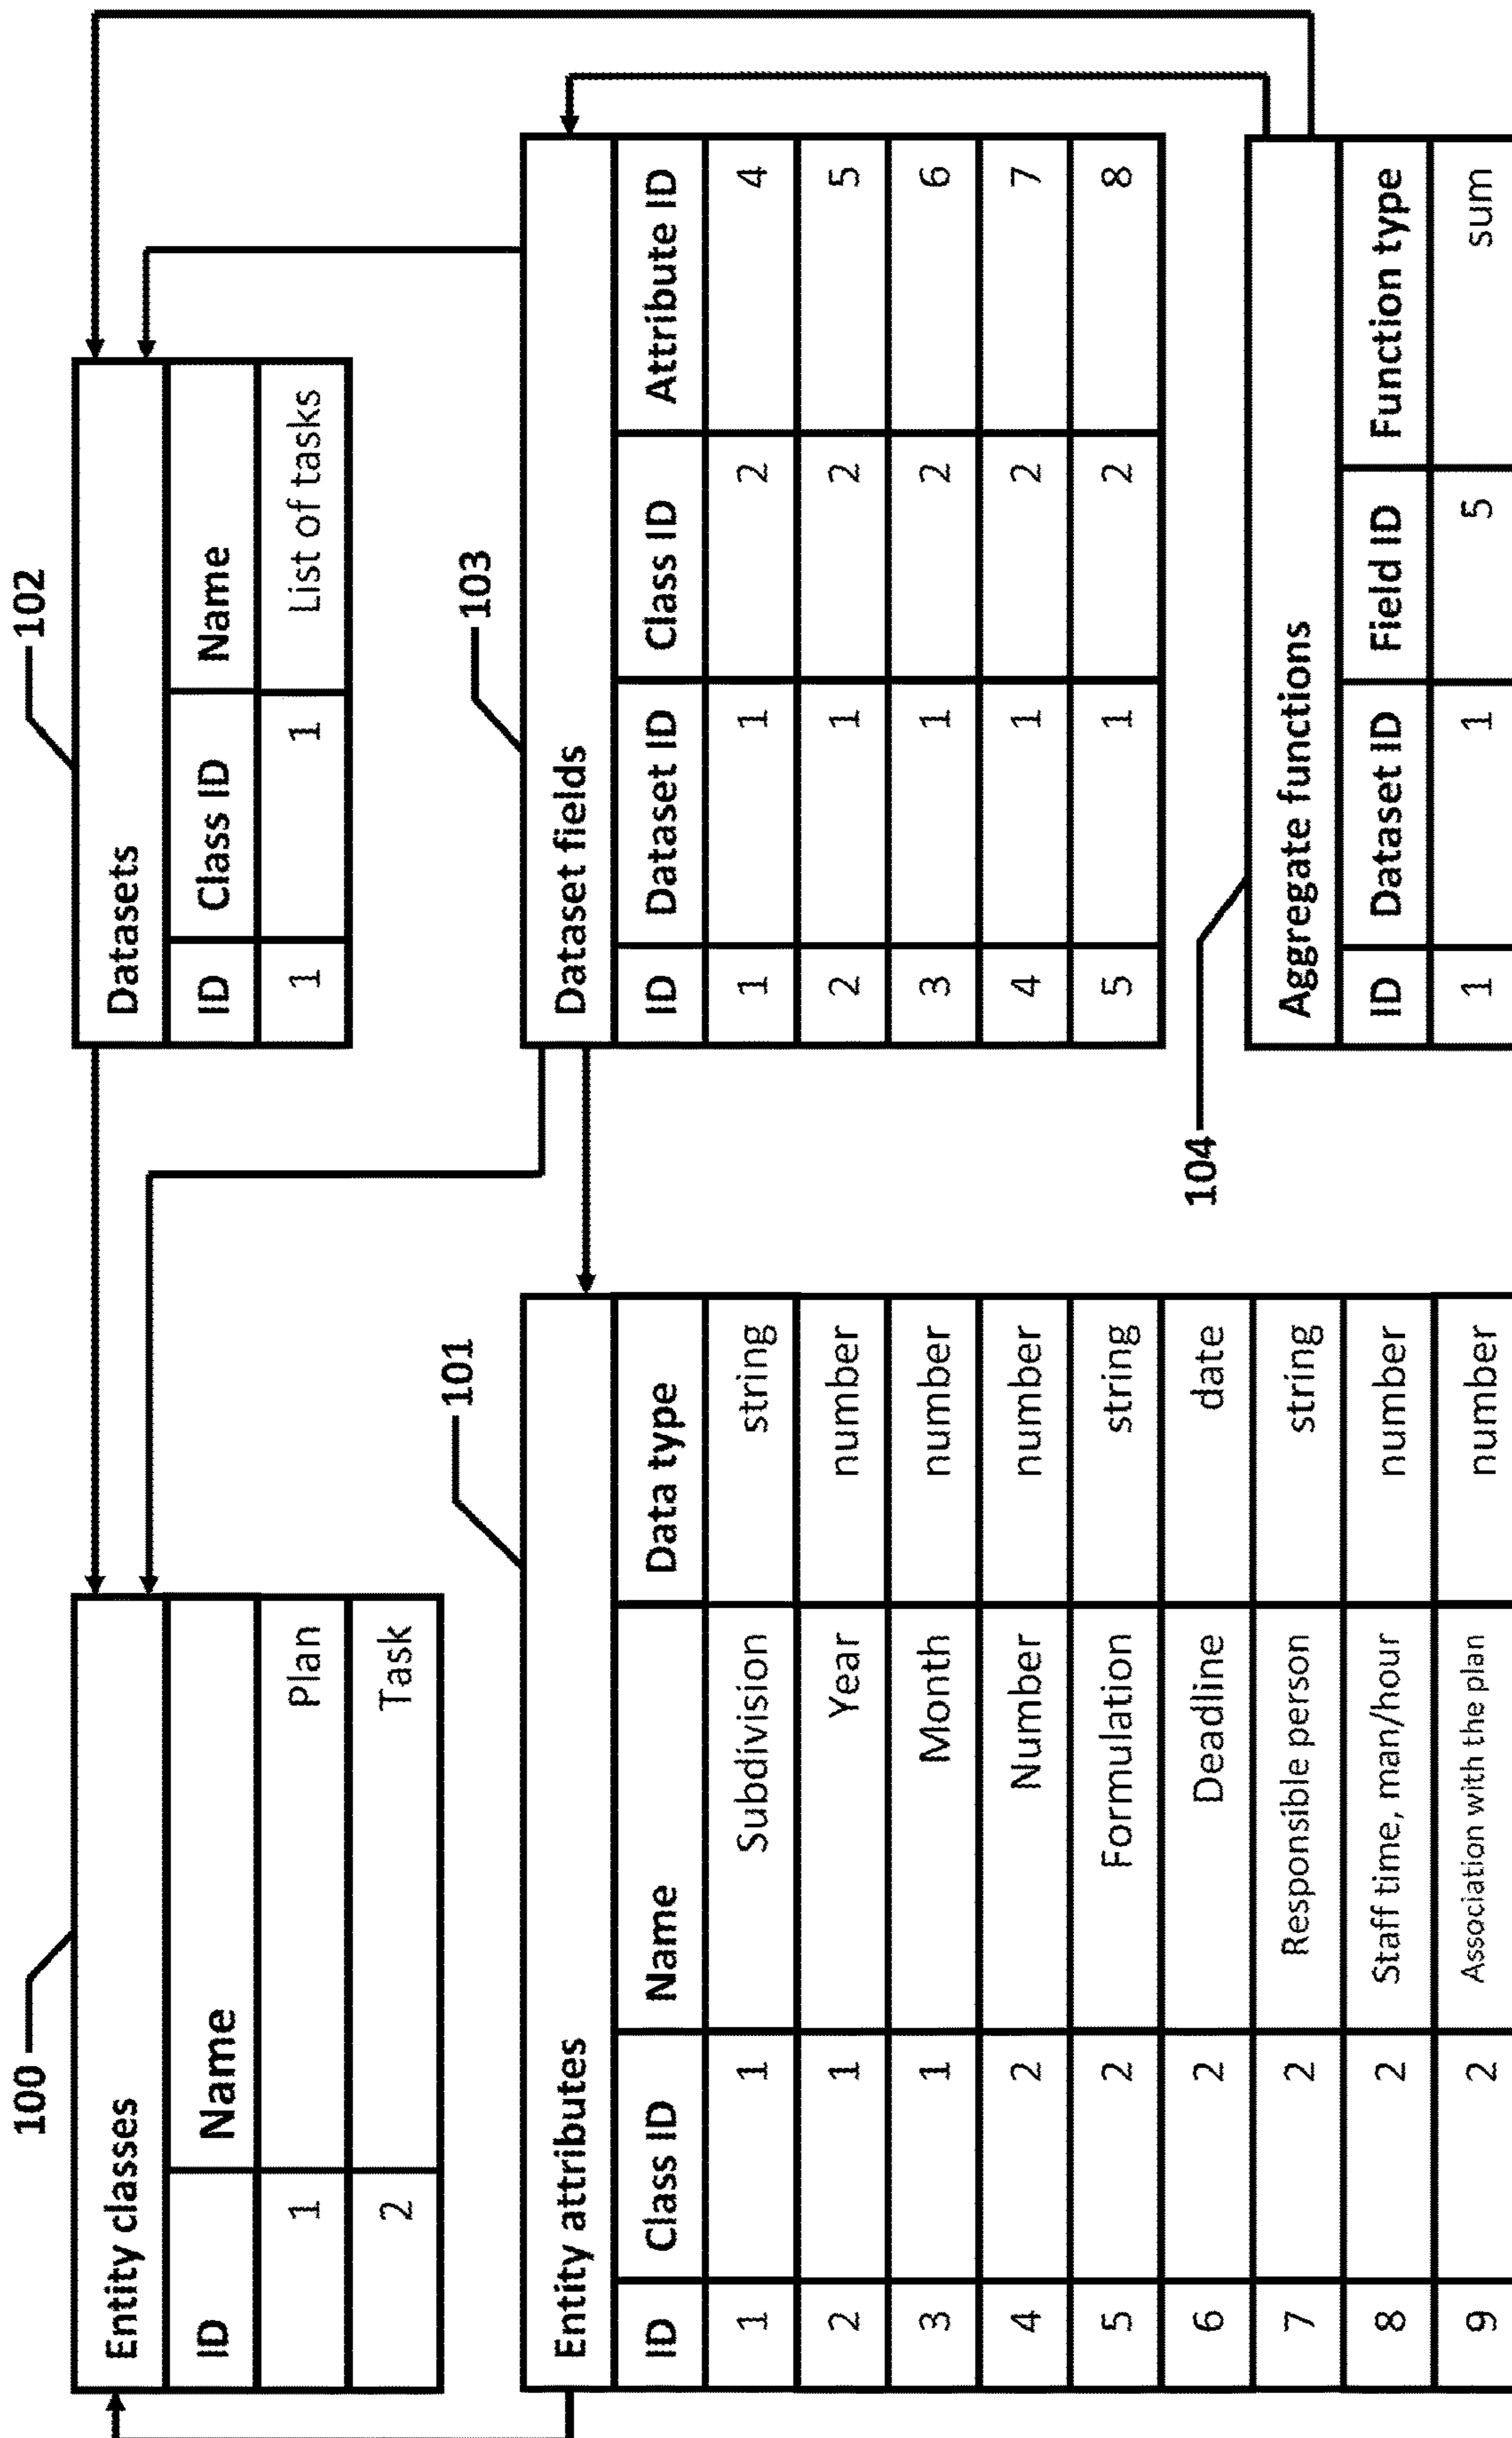 100
Entity classes
ID Name
1 Plan
2 Task
101
Entity attributes
ID Class ID Name Data type
1 1 Subdivision string
2 1 Year number
3 1 Month number
4 2 Number number
5 2 Formulation string
6 2 Deadline date
7 2 Responsible person string
8 2 Staff time, man/hour number
9 2 Association with the plan number
102
Datasets
ID Class ID Name
1 1 List of tasks
103
Dataset fields
ID Dataset ID Class ID Attribute ID
1 1 2 4
2 1 2 5
3 1 2 6
4 1 2 7
5 1 2 8
104
Aggregate functions
ID Dataset ID Field ID Function type
1 1 5 sum